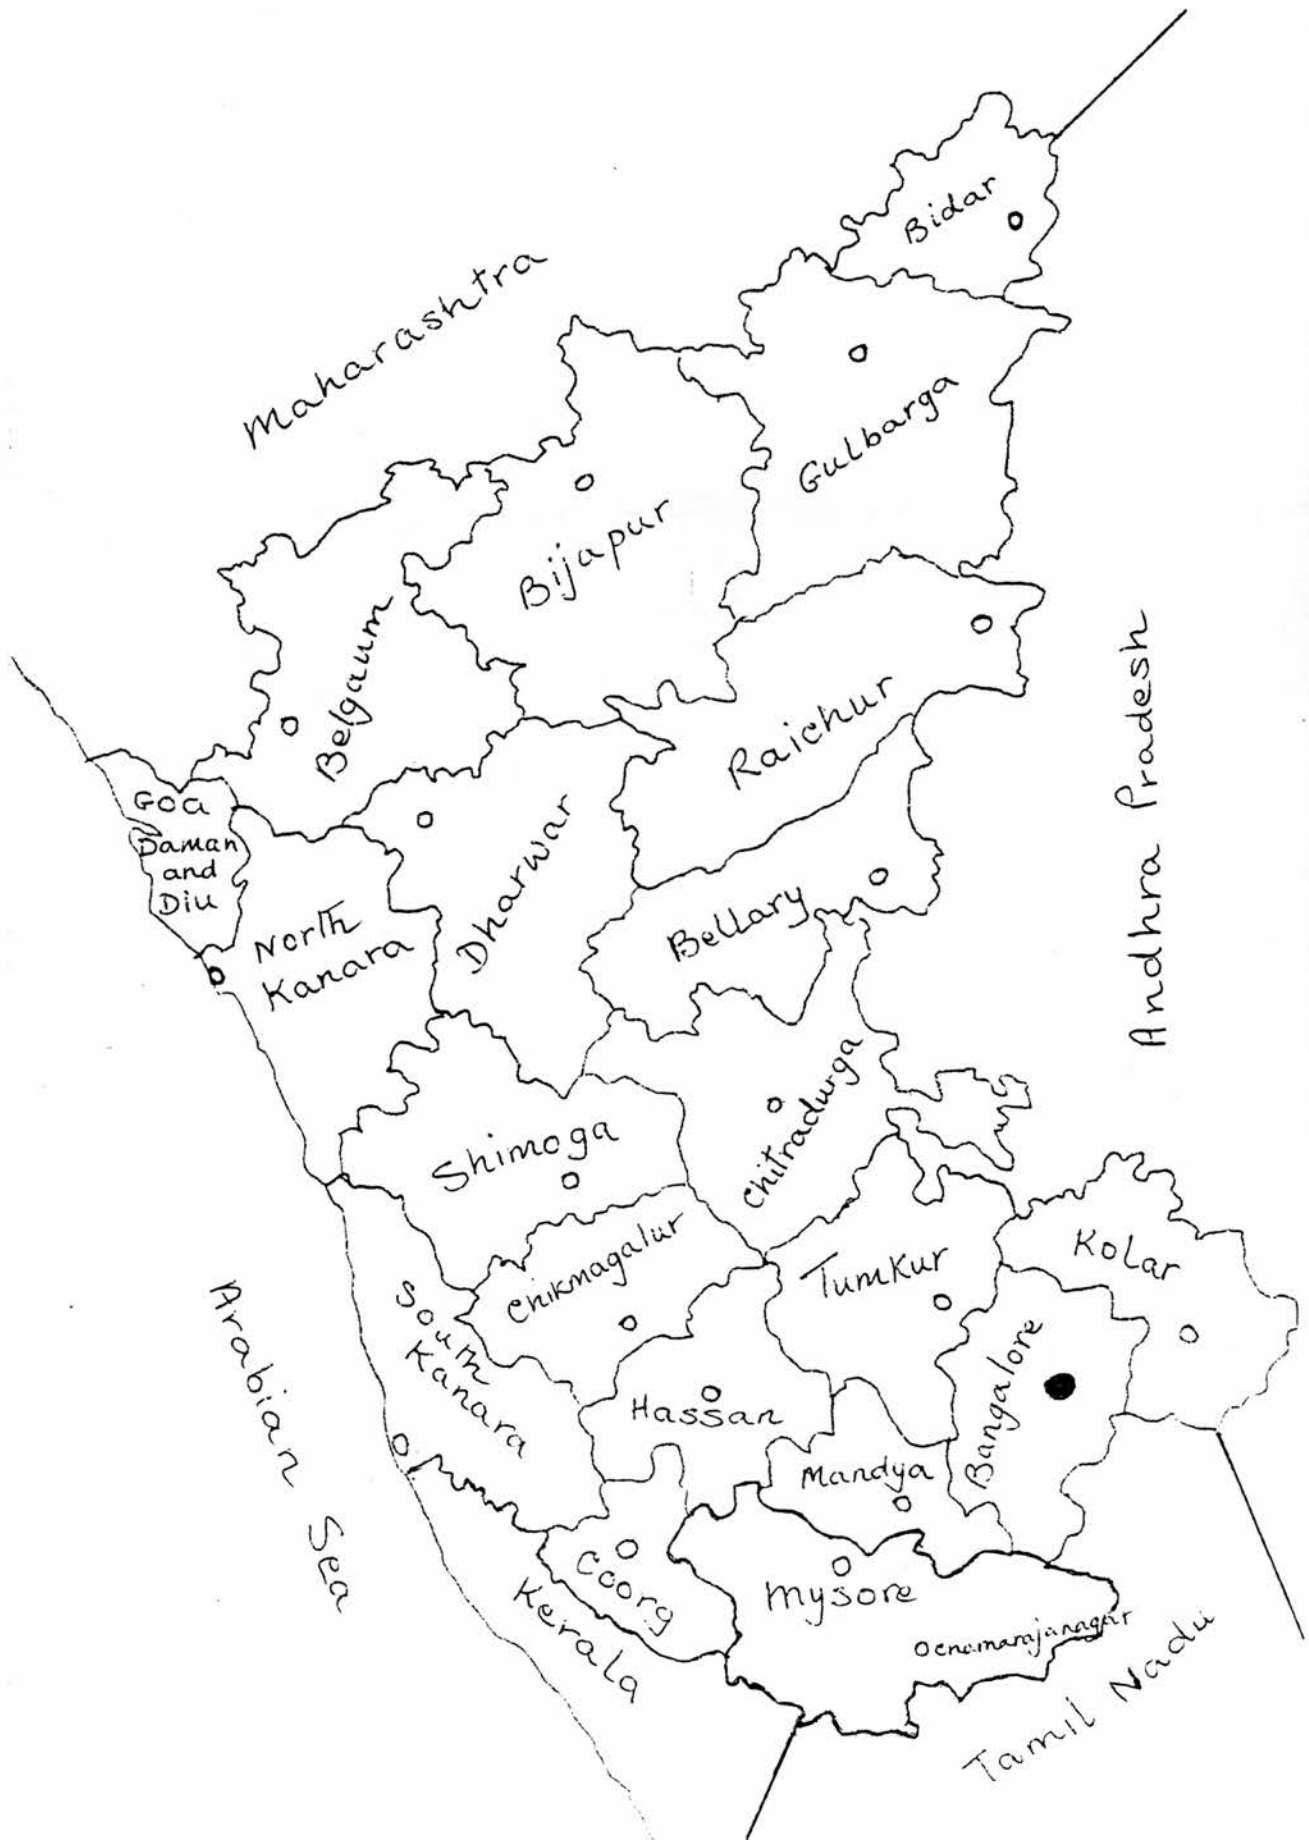 Bidar
Maharashtra
Gulbarga
Bijapur
Belgaum
Raichur
Andhra Pradesh
Goa
Daman
and
Diu
Dharwar
Bellary
North
Kanara
Chitradurga
Shimoga
Chikmagalur
Tumkur
Kolar
South
Kanara
Bangalore
Arabian Sea
Hassan
Mandya
Coorg
Mysore
Kerala
Tamil Nadu